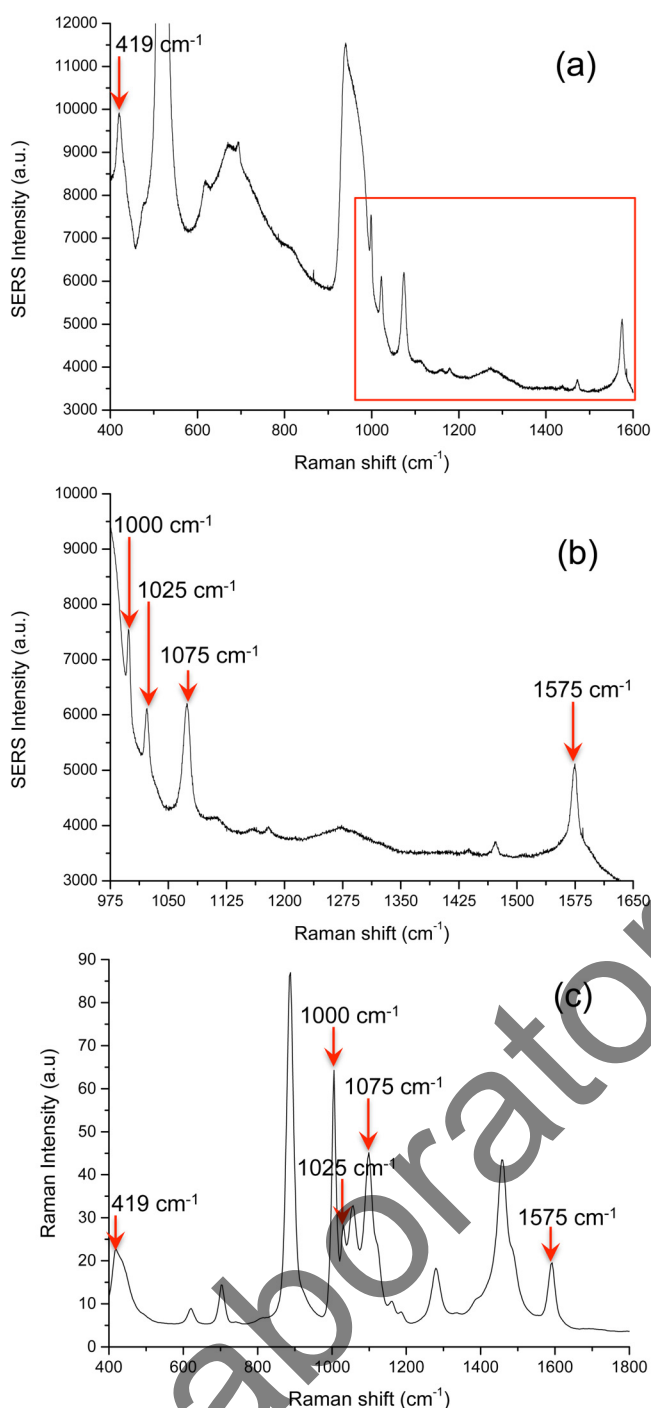 12000
11000
10000
9000
8000
7000
6000
5000
4000
3000
SERS Intensity (a.u.)
419 cm-1
(a)
400 600 800 1000 1200 1400 1600
Raman shift (cm-1)
10000
9000
8000
7000
6000
5000
4000
3000
SERS Intensity (a.u.)
1000 cm-1
1025 cm-1
1075 cm-1
1575 cm-1
(b)
975 1050 1125 1200 1275 1350 1425 1500 1575 1650
Raman shift (cm-1)
90
80
70
60
50
40
30
20
10
0
Raman Intensity (a.u)
(c)
1000 cm-1
1075 cm-1
1025 cm-1
419 cm-1
1575 cm-1
400 600 800 1000 1200 1400 1600 1800
Raman shift (cm-1)